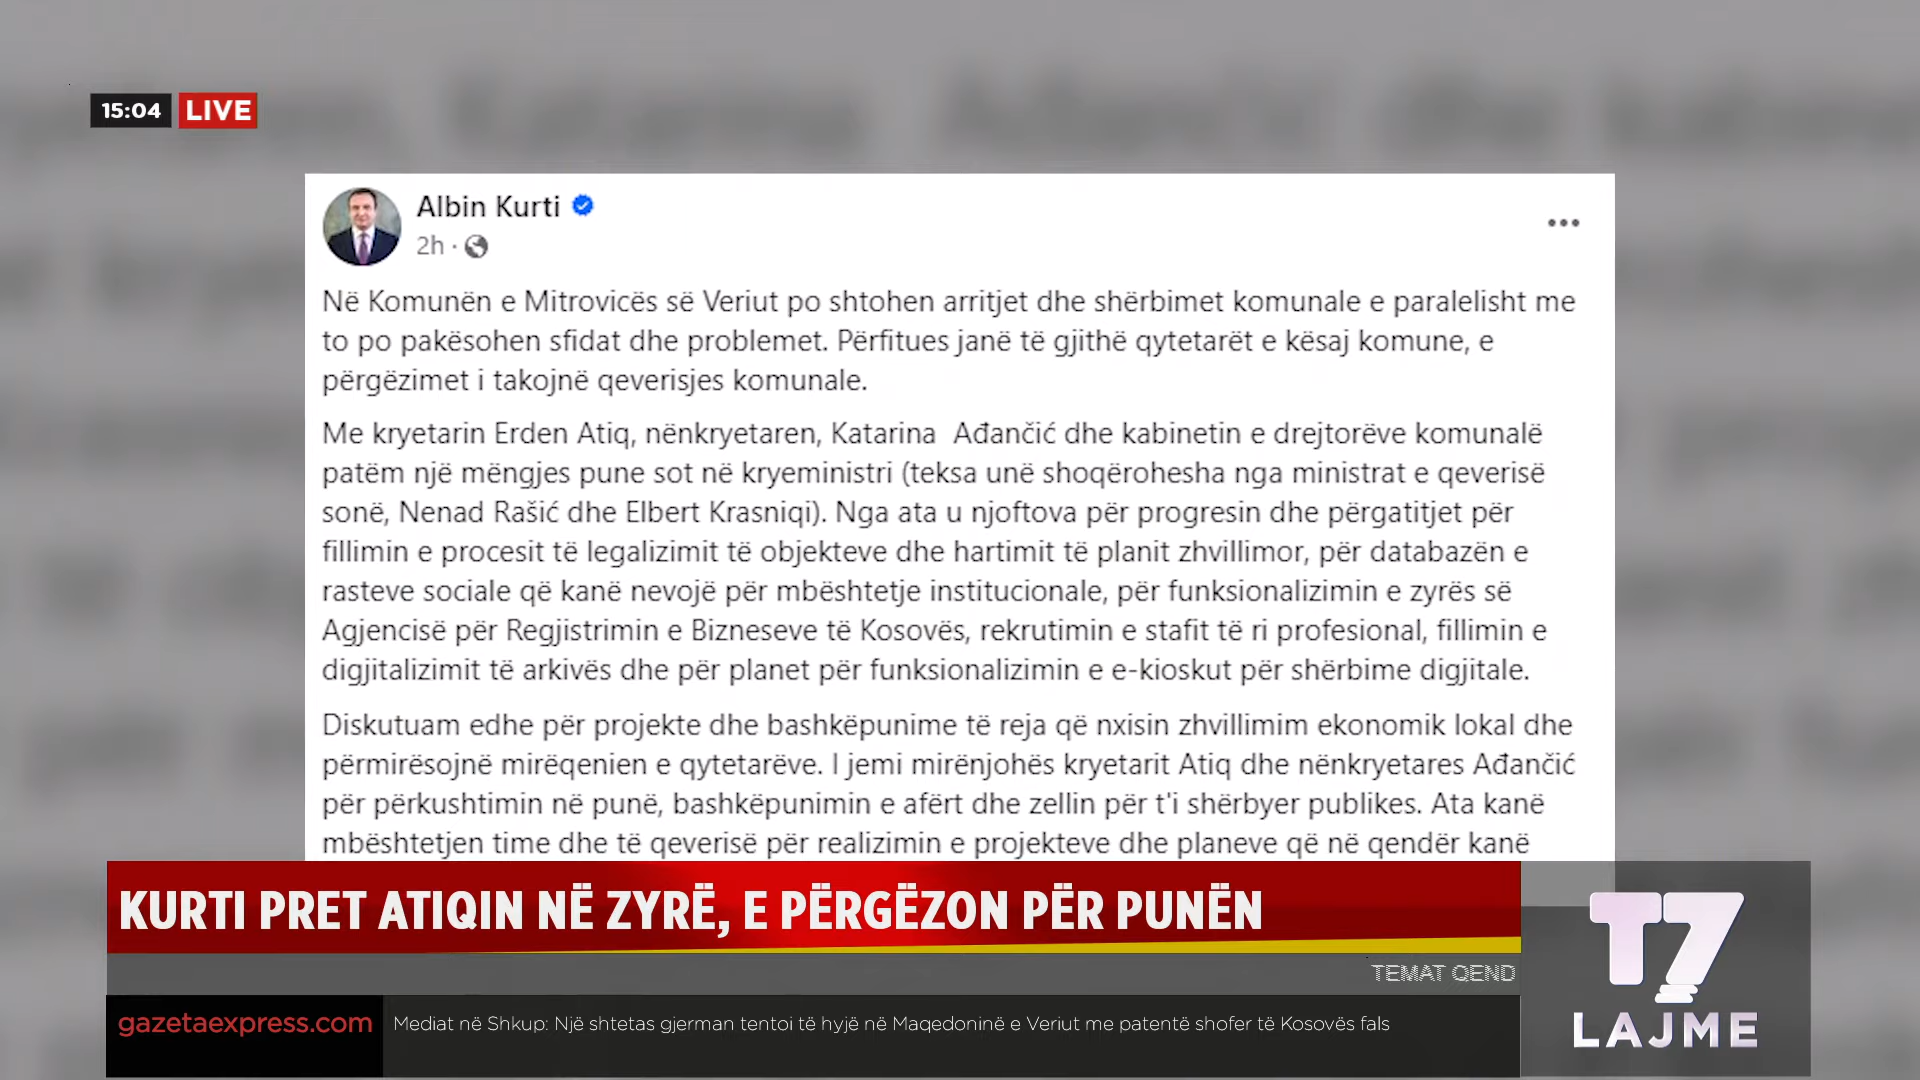 15:04 LIVE
Albin Kurti
2h
Në Komunën e Mitrovicës së Veriut po shtohen arritjet dhe shërbimet komunale e paralelisht me
to po pakësohen sfidat dhe problemet. Përfitues janë të gjithë qytetarët e kësaj komune, e
përgëzimet i takojnë qeverisjes komunale.
Me kryetarin Erden Atiq, nënkryetaren, Katarina  Ađančić dhe kabinetin e drejtorëve komunalë
patëm një mëngjes pune sot në kryeministri (teksa unë shoqërohesha nga ministrat e qeverisë
sonë, Nenad Rašić dhe Elbert Krasniqi). Nga ata u njoftova për progresin dhe përgatitjet për
fillimin e procesit të legalizimit të objekteve dhe hartimit të planit zhvillimor, për databazën e
rasteve sociale që kanë nevojë për mbështetje institucionale, për funksionalizimin e zyrës së
Agjencisë për Regjistrimin e Bizneseve të Kosovës, rekrutimin e stafit të ri profesional, fillimin e
digjitalizimit të arkivës dhe për planet për funksionalizimin e e-kioskut për shërbime digjitale.
Diskutuam edhe për projekte dhe bashkëpunime të reja që nxisin zhvillimim ekonomik lokal dhe
përmirësojnë mirëqenien e qytetarëve. I jemi mirënjohës kryetarit Atiq dhe nënkryetares Ađančić
për përkushtimin në punë, bashkëpunimin e afërt dhe zellin për t'i shërbyer publikes. Ata kanë
mbështetjen time dhe të qeverisë për realizimin e projekteve dhe planeve që në qendër kanë
KURTI PRET ATIQIN NË ZYRË, E PËRGËZON PËR PUNËN
TEMAT QEND
gazetaexpress.com
Mediat në Shkup: Një shtetas gjerman tentoi të hyjë në Maqedoninë e Veriut me patentë shofer të Kosovës fals
T7
LAJME